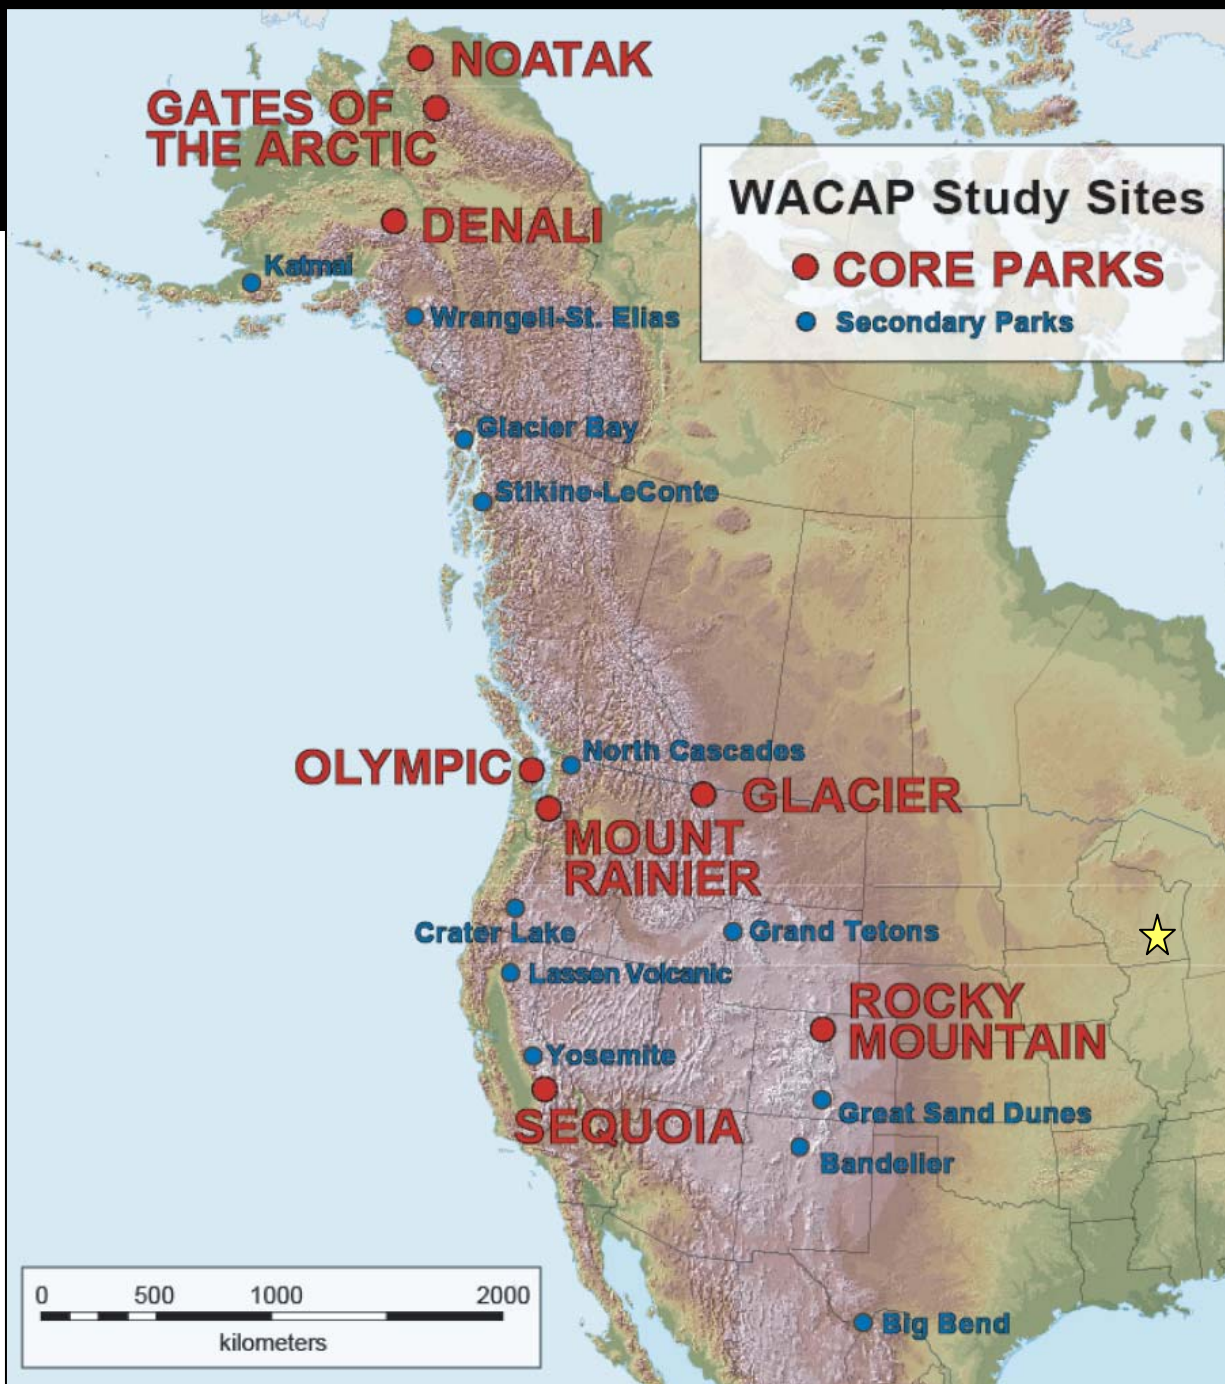 NOATAK
GATES OF
THE ARCTIC
DENALI
Katmai
Wrangell-St. Elias
WACAP Study Sites
CORE PARKS
Secondary Parks
Glacier Bay
Stikine-LeConte
North Cascades
OLYMPIC
GLACIER
MOUNT
RAINIER
Crater Lake
Grand Tetons
Lassen Volcanic
ROCKY
MOUNTAIN
Yosemite
SEQUOIA
Great Sand Dunes
Bandelier
0 500 1000 2000
kilometers
Big Bend